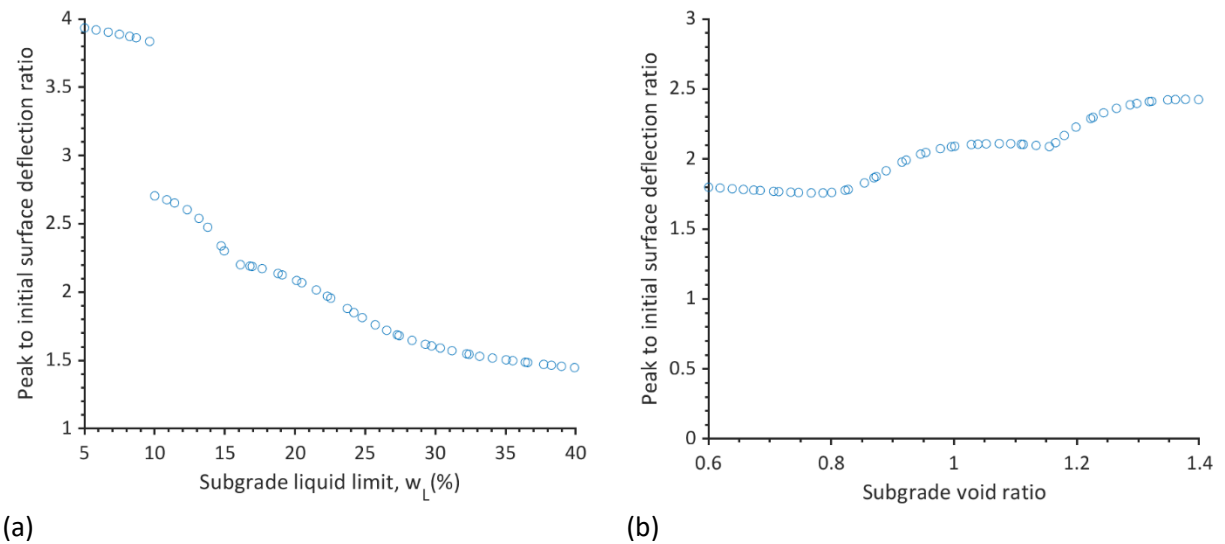 Peak to initial surface deflection ratio
4
3.5
3
2.5
2
1.5
1
5 10 15 20 25 30 35 40
Subgrade liquid limit, w_L(%)
(a)
Peak to initial surface deflection ratio
3
2.5
2
1.5
1
0.5
0
0.6 0.8 1 1.2 1.4
Subgrade void ratio
(b)